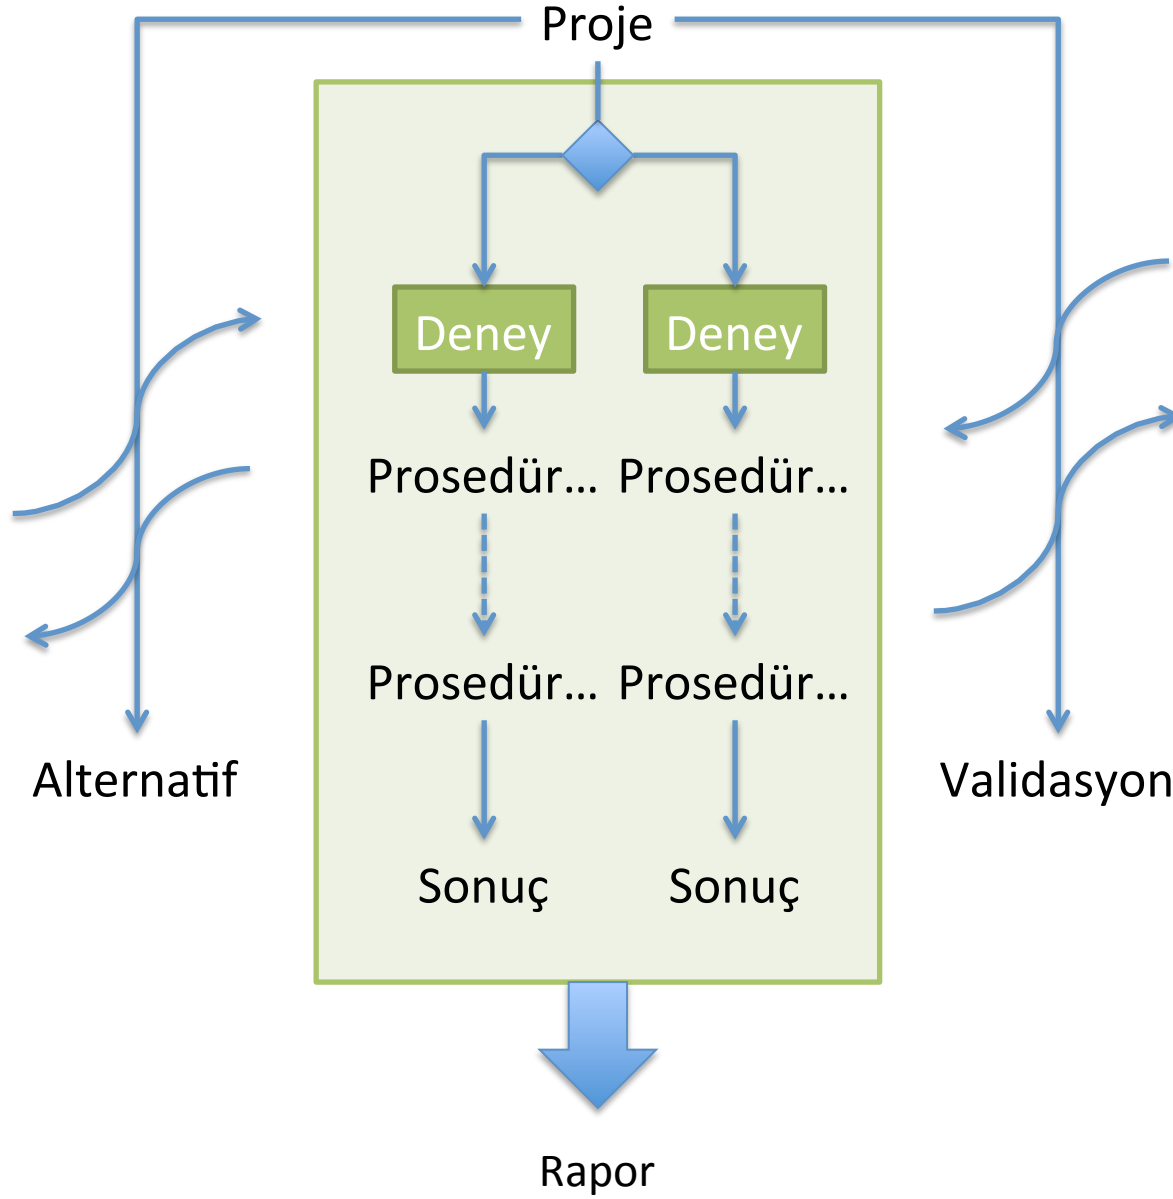 Proje
Deney
Deney
Prosedür...
Prosedür...
Prosedür...
Prosedür...
Alternatif
Validasyon
Sonuç
Sonuç
Rapor